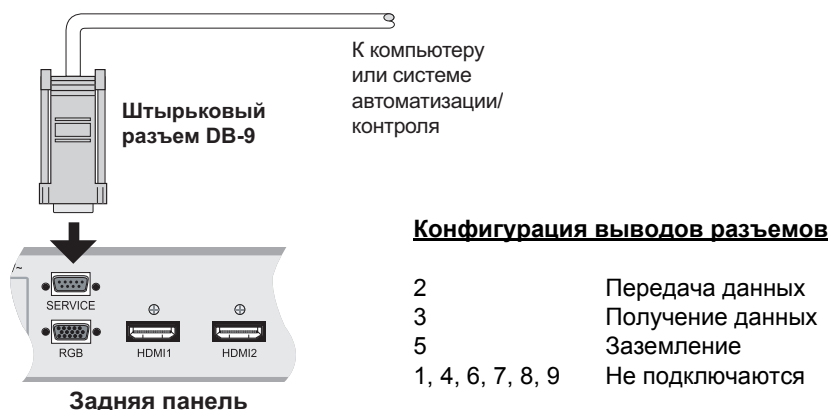 К компьютеру
или системе
автоматизации/
контроля
Штырьковый
разъем DB-9
/~
SERVICE
RGB
HDMI1
HDMI2
Задняя панель
Конфигурация выводов разъемов
2 Передача данных
3 Получение данных
5 Заземление
1, 4, 6, 7, 8, 9 Не подключаются